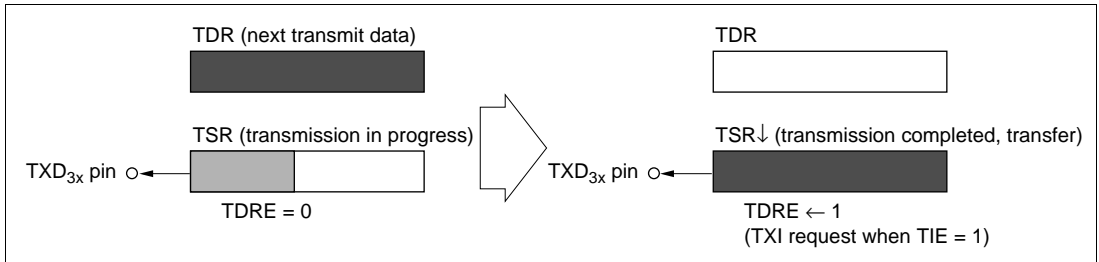 TDR (next transmit data)
TSR (transmission in progress)
TXD3x pin
TDRE = 0
TDR
TSR↓ (transmission completed, transfer)
TXD3x pin
TDRE ← 1
(TXI request when TIE = 1)